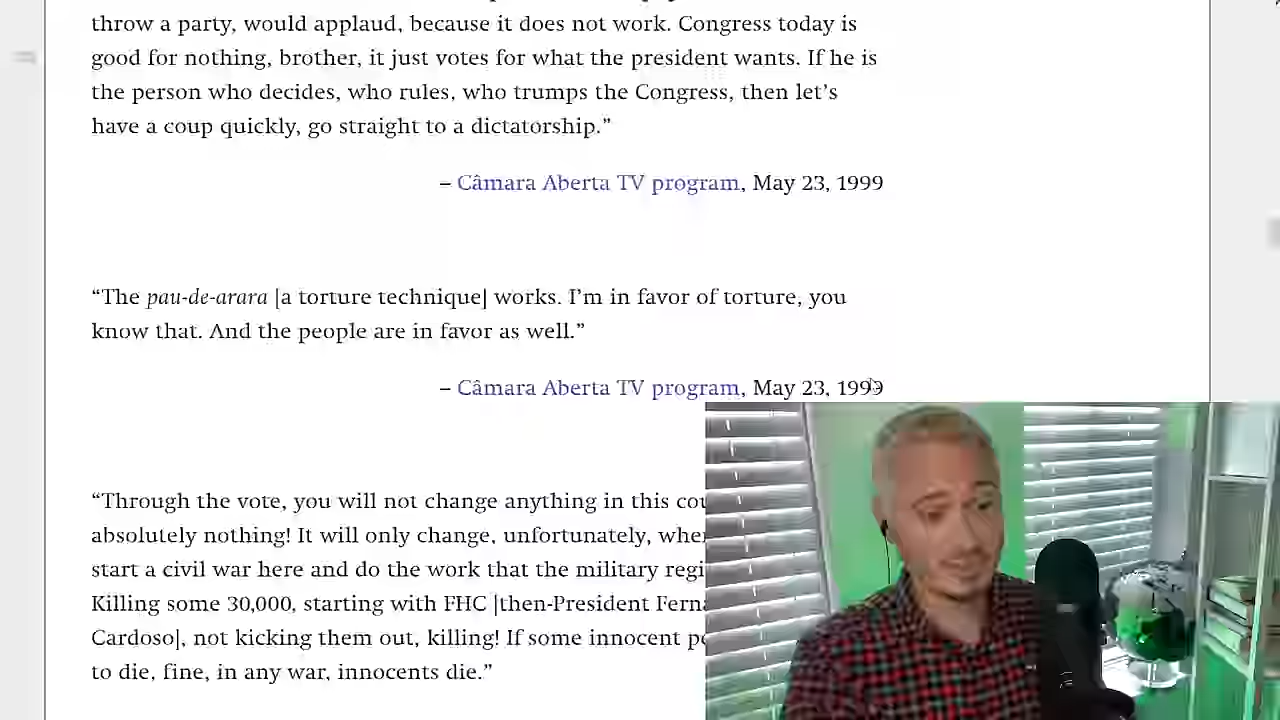 throw a party, would applaud, because it does not work. Congress today is
good for nothing, brother, it just votes for what the president wants. If he is
the person who decides, who rules, who trumps the Congress, then let’s
have a coup quickly, go straight to a dictatorship.”
– Câmara Aberta TV program, May 23, 1999
“The pau-de-arara [a torture technique] works. I’m in favor of torture, you
know that. And the people are in favor as well.”
– Câmara Aberta TV program, May 23, 1999
“Through the vote, you will not change anything in this
absolutely nothing! It will only change, unfortunately,
start a civil war here and do the work that the military
Killing some 30,000, starting with FHC [then-President
Cardoso], not kicking them out, killing! If some innocent
to die, fine, in any war, innocents die.”